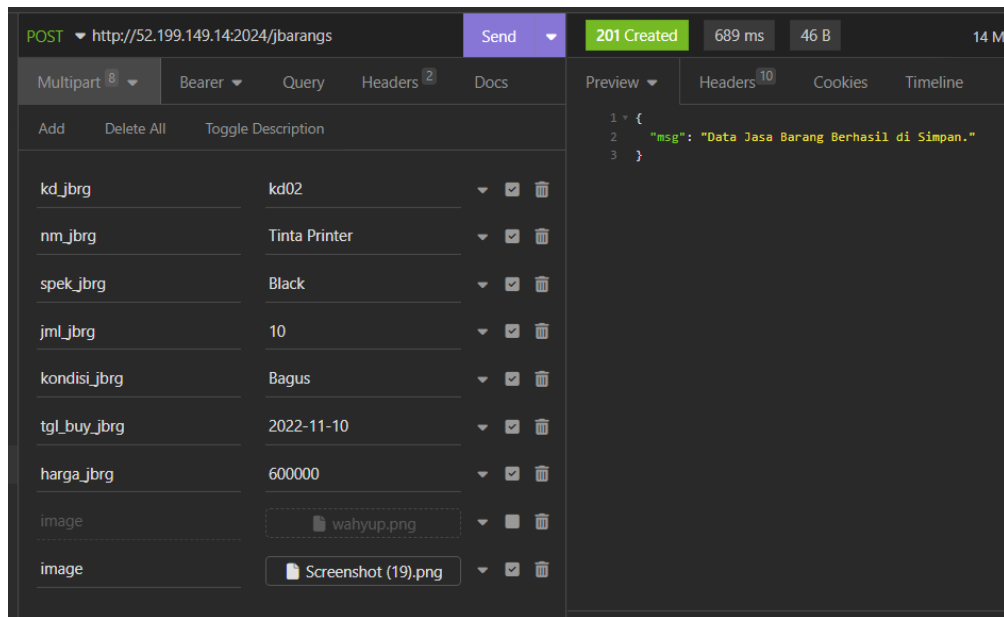 POST http://52.199.149.14:2024/jbarangs Send 201 Created 689 ms 46 B 14 M
Multipart 8 Bearer Query Headers 2 Docs Preview Headers 10 Cookies Timeline
Add Delete All Toggle Description
1 {
2 "msg": "Data Jasa Barang Berhasil di Simpan."
3 }
kd_jbrg kd02
nm_jbrg Tinta Printer
spek_jbrg Black
jml_jbrg 10
kondisi_jbrg Bagus
tgl_buy_jbrg 2022-11-10
harga_jbrg 600000
image wahyup.png
image Screenshot (19).png